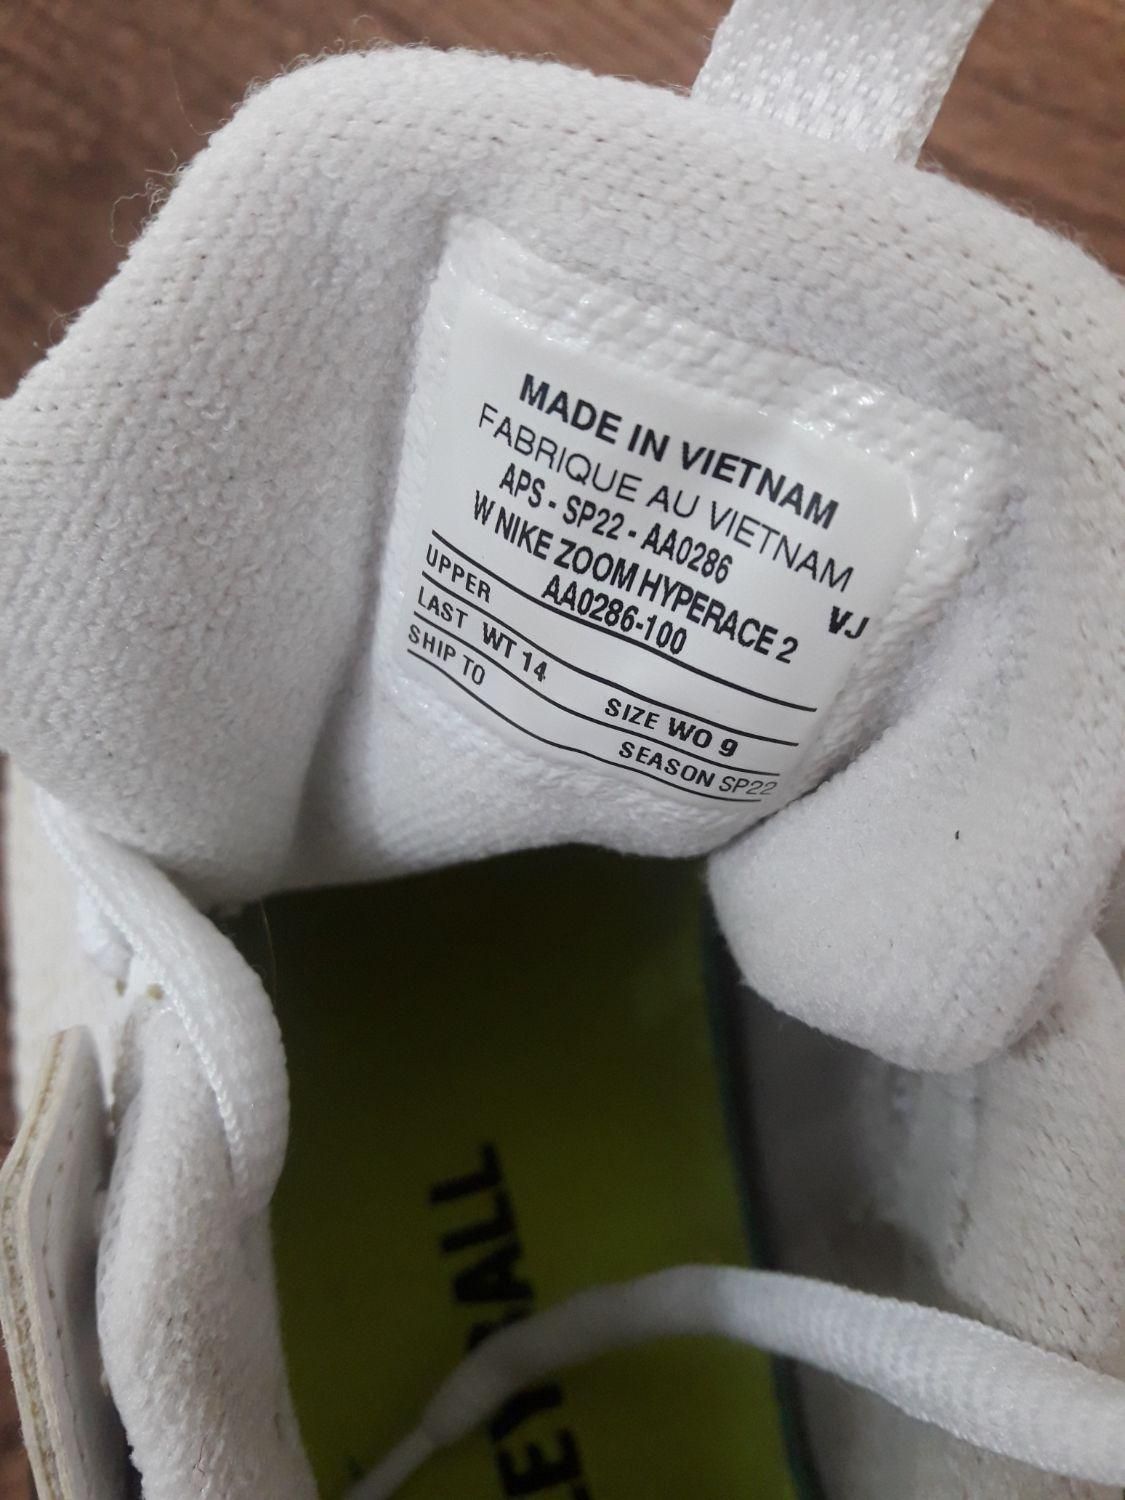 MADE IN VIETNAM
FABRIQUE AU VIETNAM
APS - SP22 - AA0286
W NIKE ZOOM HYPERACE 2 VJ
UPPER AA0286-100
LAST WT 14 SIZE WO 9
SHIP TO SEASON SP22